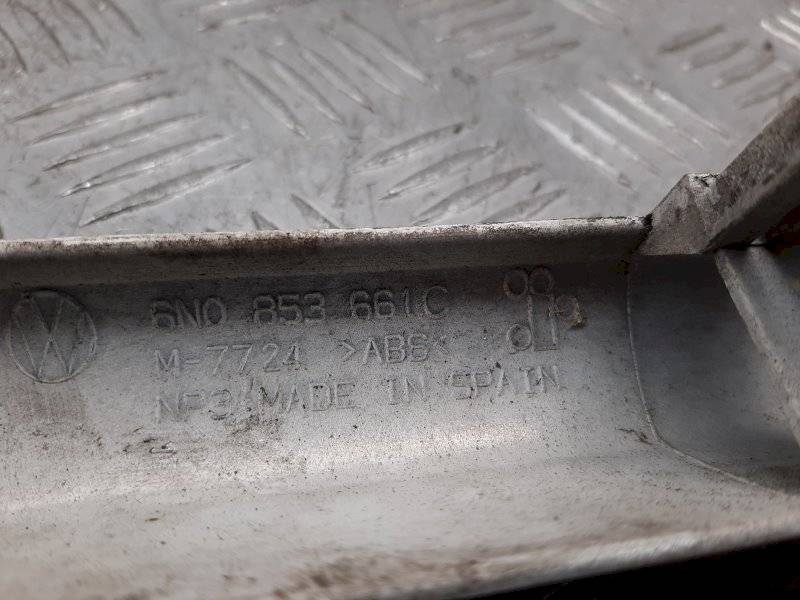 6N0 853 661C
M-7724 >ABS<
NP3 MADE IN SPAIN